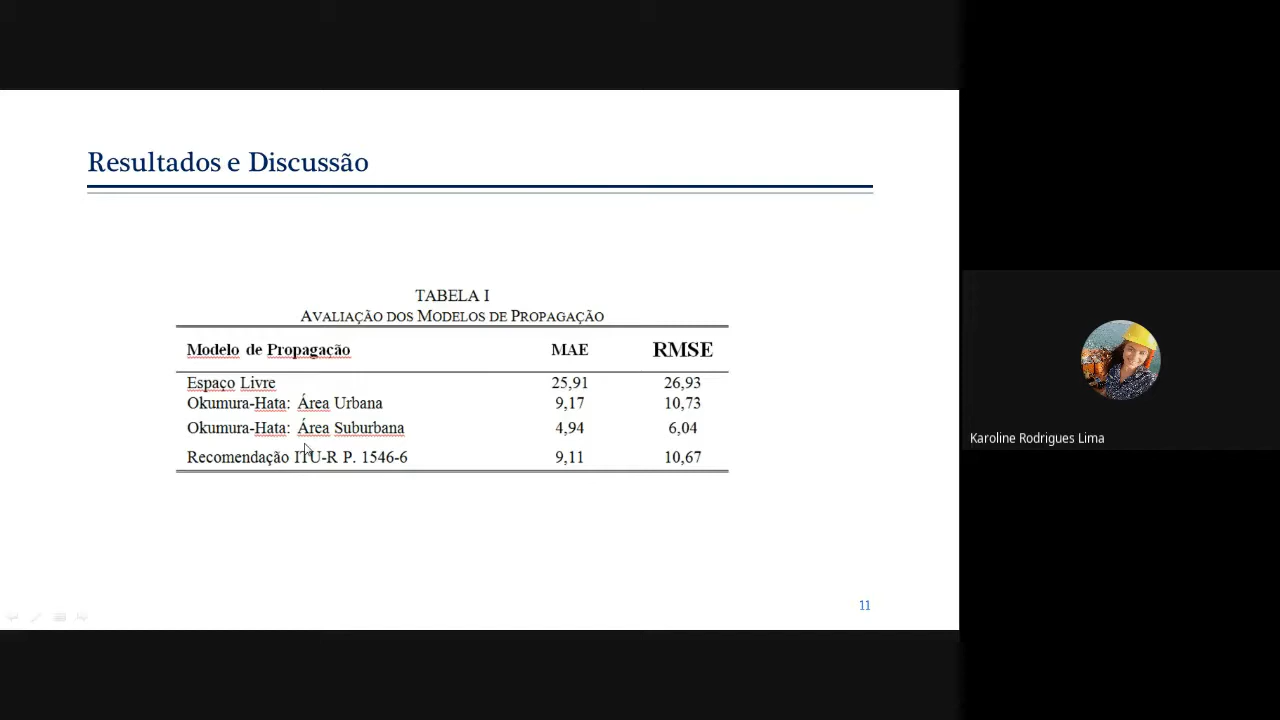 Resultados e Discussão
TABELA I
AVALIAÇÃO DOS MODELOS DE PROPAGAÇÃO
Modelo de Propagação MAE RMSE
Espaço Livre 25,91 26,93
Okumura-Hata: Área Urbana 9,17 10,73
Okumura-Hata: Área Suburbana 4,94 6,04
Recomendação ITU-R P. 1546-6 9,11 10,67
11
Karoline Rodrigues Lima